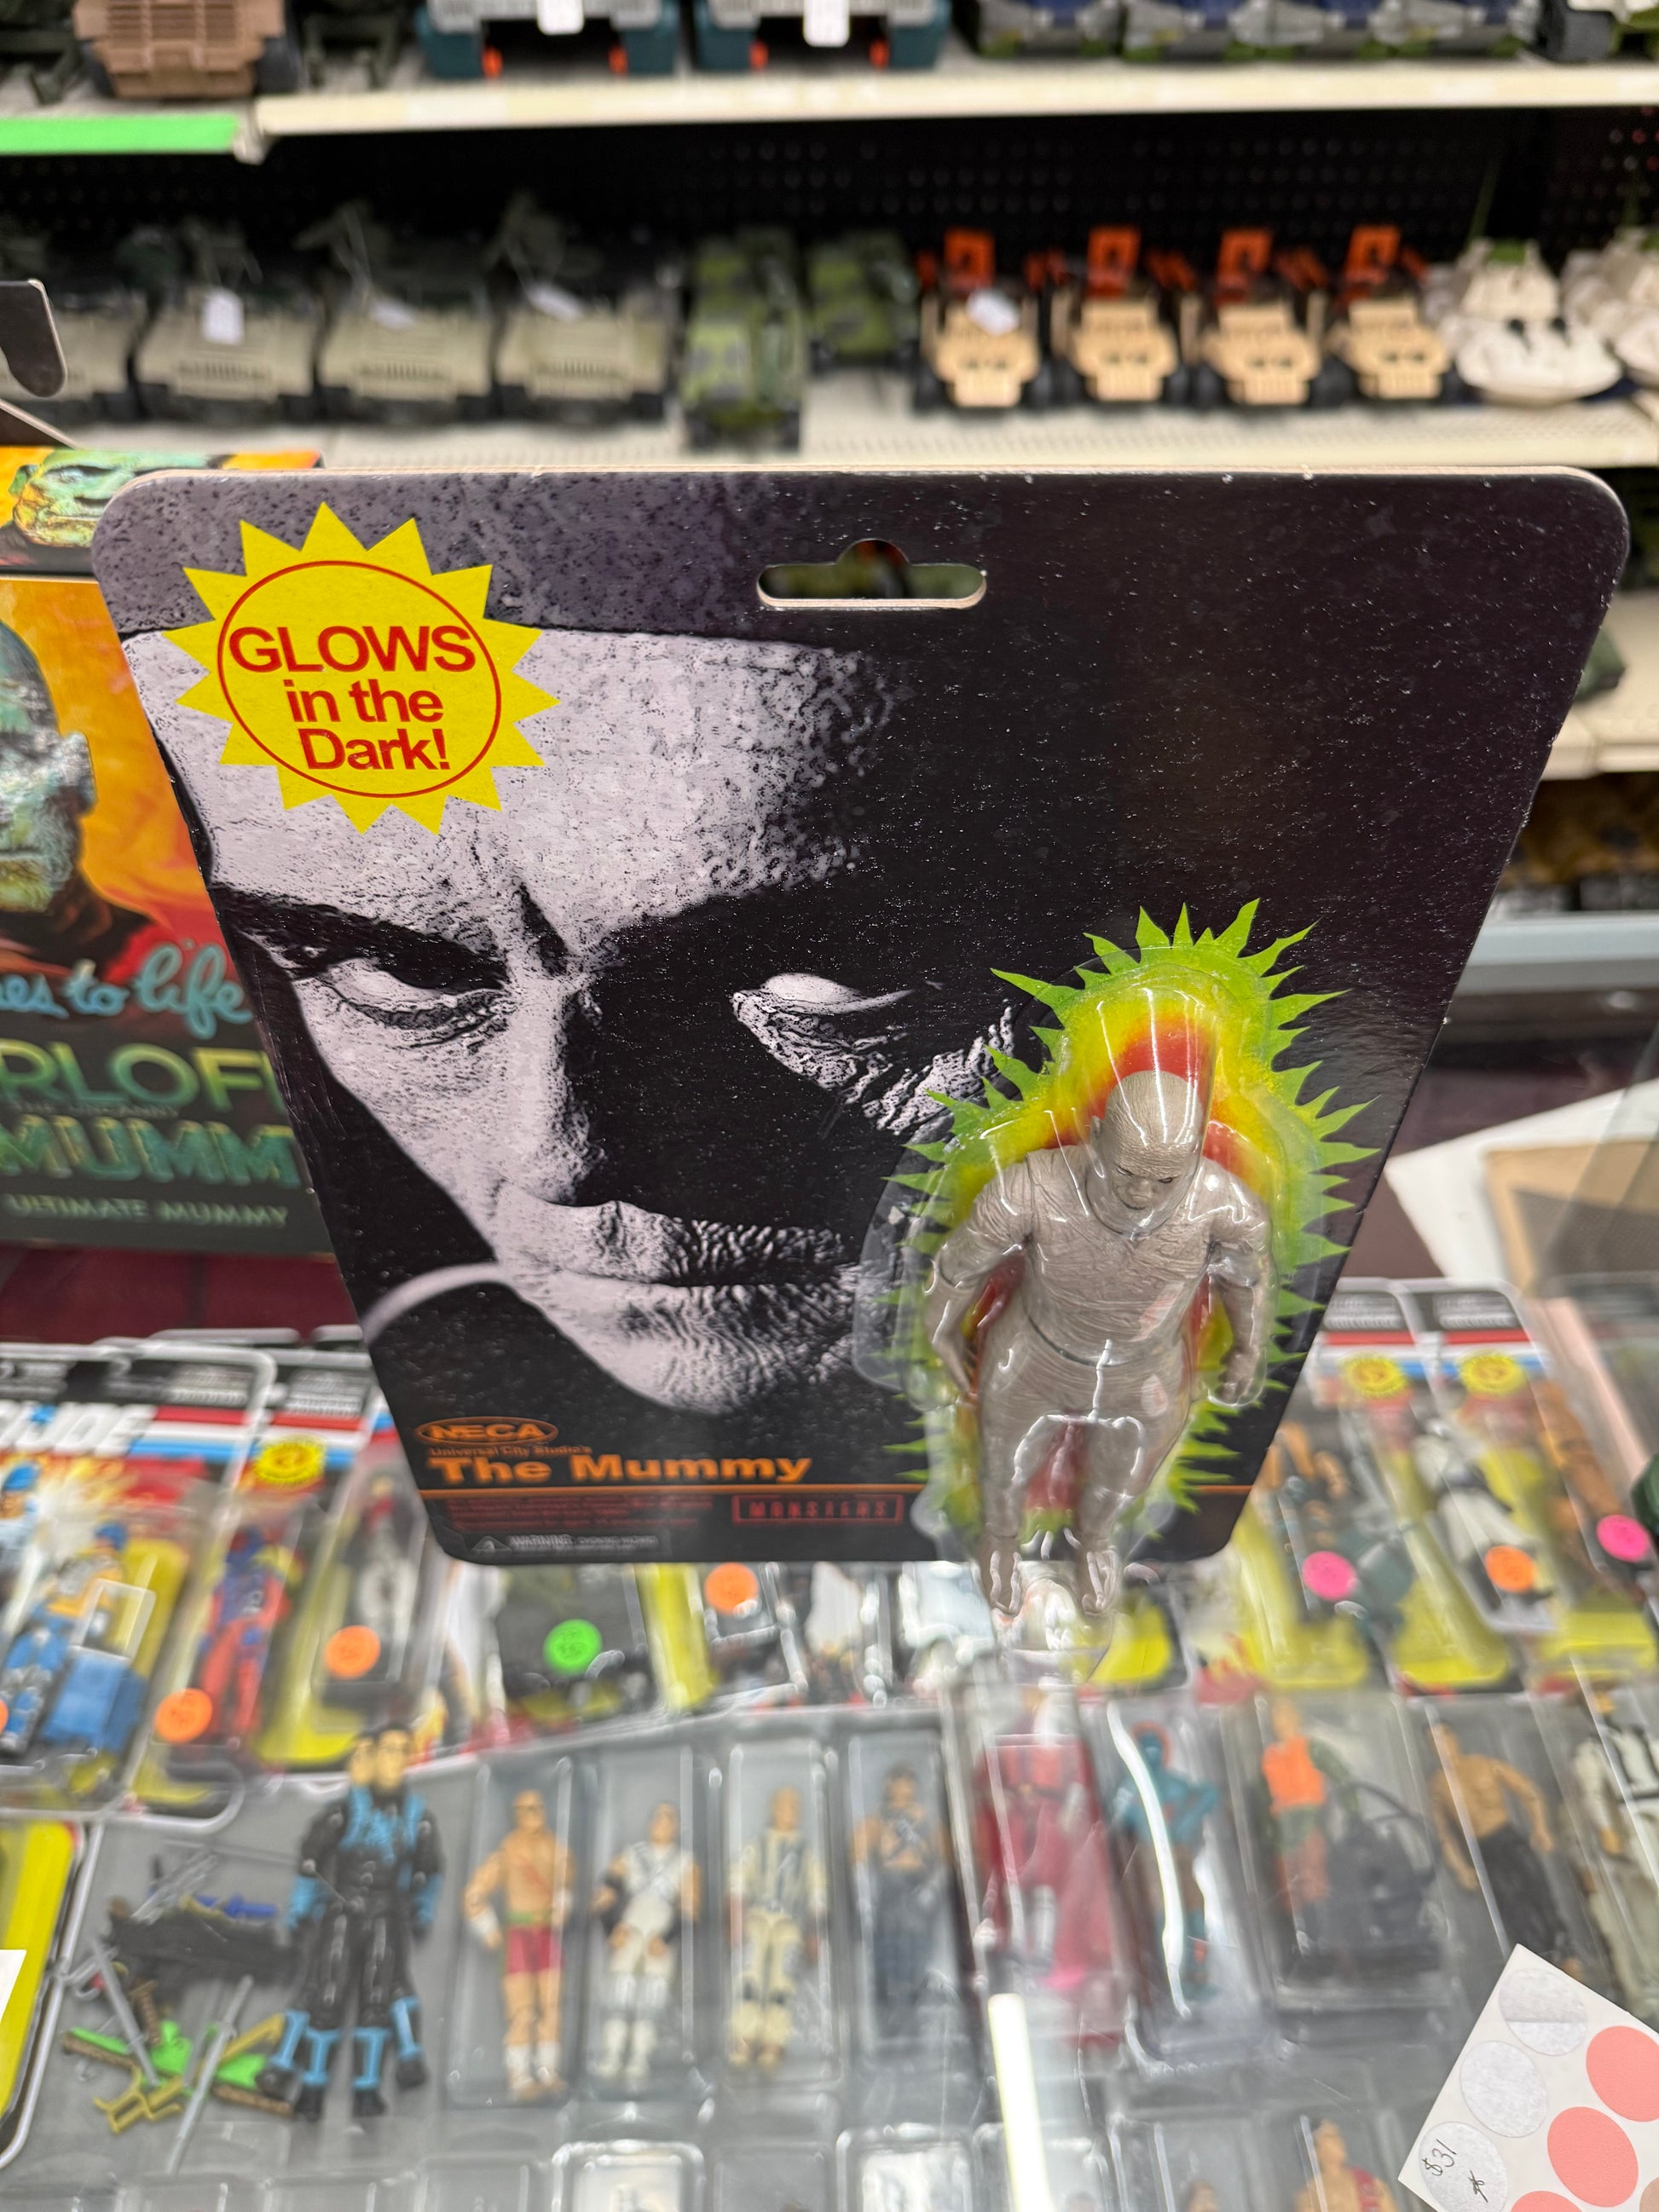 GLOWS
in the
Dark!
es to life
RLOFF
MUMM
ULTIMATE MUMMY
NECA
Universal City Studio's
The Mummy
MONSTERS
WARNING:
$31